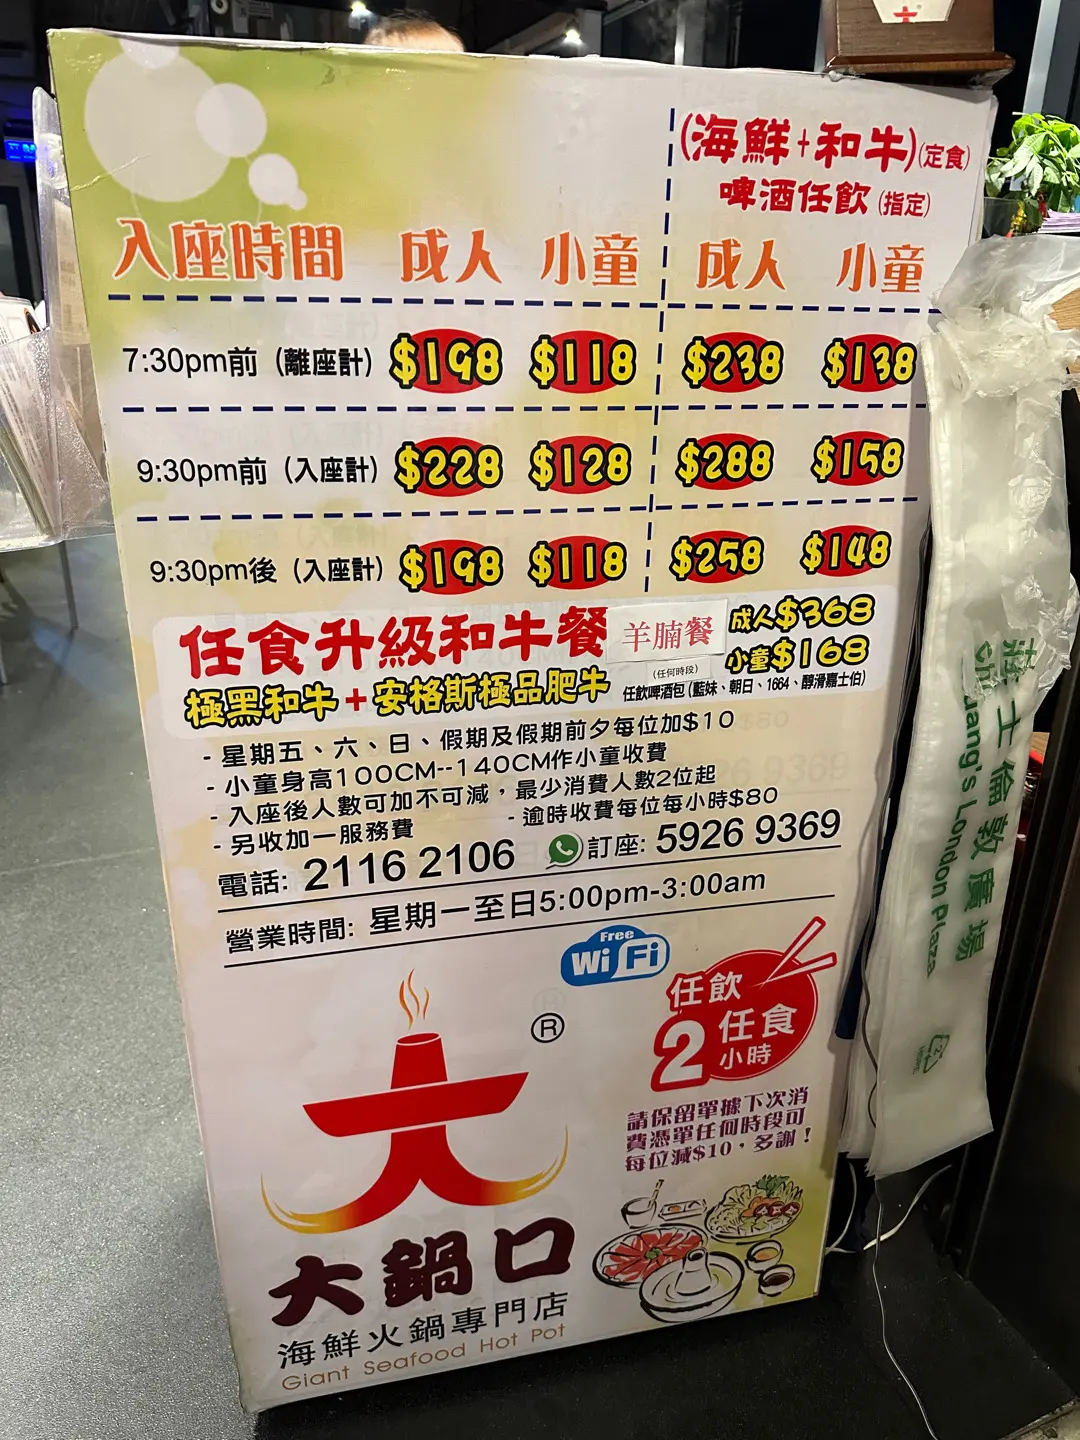 (海鮮+和牛)(定食)
啤酒任飲(指定)
入座時間 成人 小童 成人 小童
7:30pm前 (離座計) $198 $118 $238 $138
9:30pm前 (入座計) $228 $128 $288 $158
9:30pm後 (入座計) $198 $118 $258 $148
任食升級和牛餐 羊腩餐 成人$368
(任何時段) 小童$168
極黑和牛+安格斯極品肥牛 任飲啤酒包(藍妹、朝日、1664、醇滑嘉士伯)
- 星期五、六、日、假期及假期前夕每位加$10
- 小童身高100CM--140CM作小童收費
- 入座後人數可加不可減，最少消費人數2位起
- 另收加一服務費 - 逾時收費每位每小時$80
電話: 2116 2106 訂座: 5926 9369
營業時間: 星期一至日5:00pm-3:00am
Free
Wi Fi
任飲
任食
2小時
®
請保留單據下次消
費憑單任何時段可
每位減$10，多謝！
大鍋口
海鮮火鍋專門店
Giant Seafood Hot Pot
莊士倫敦廣場
Chuang's London Plaza